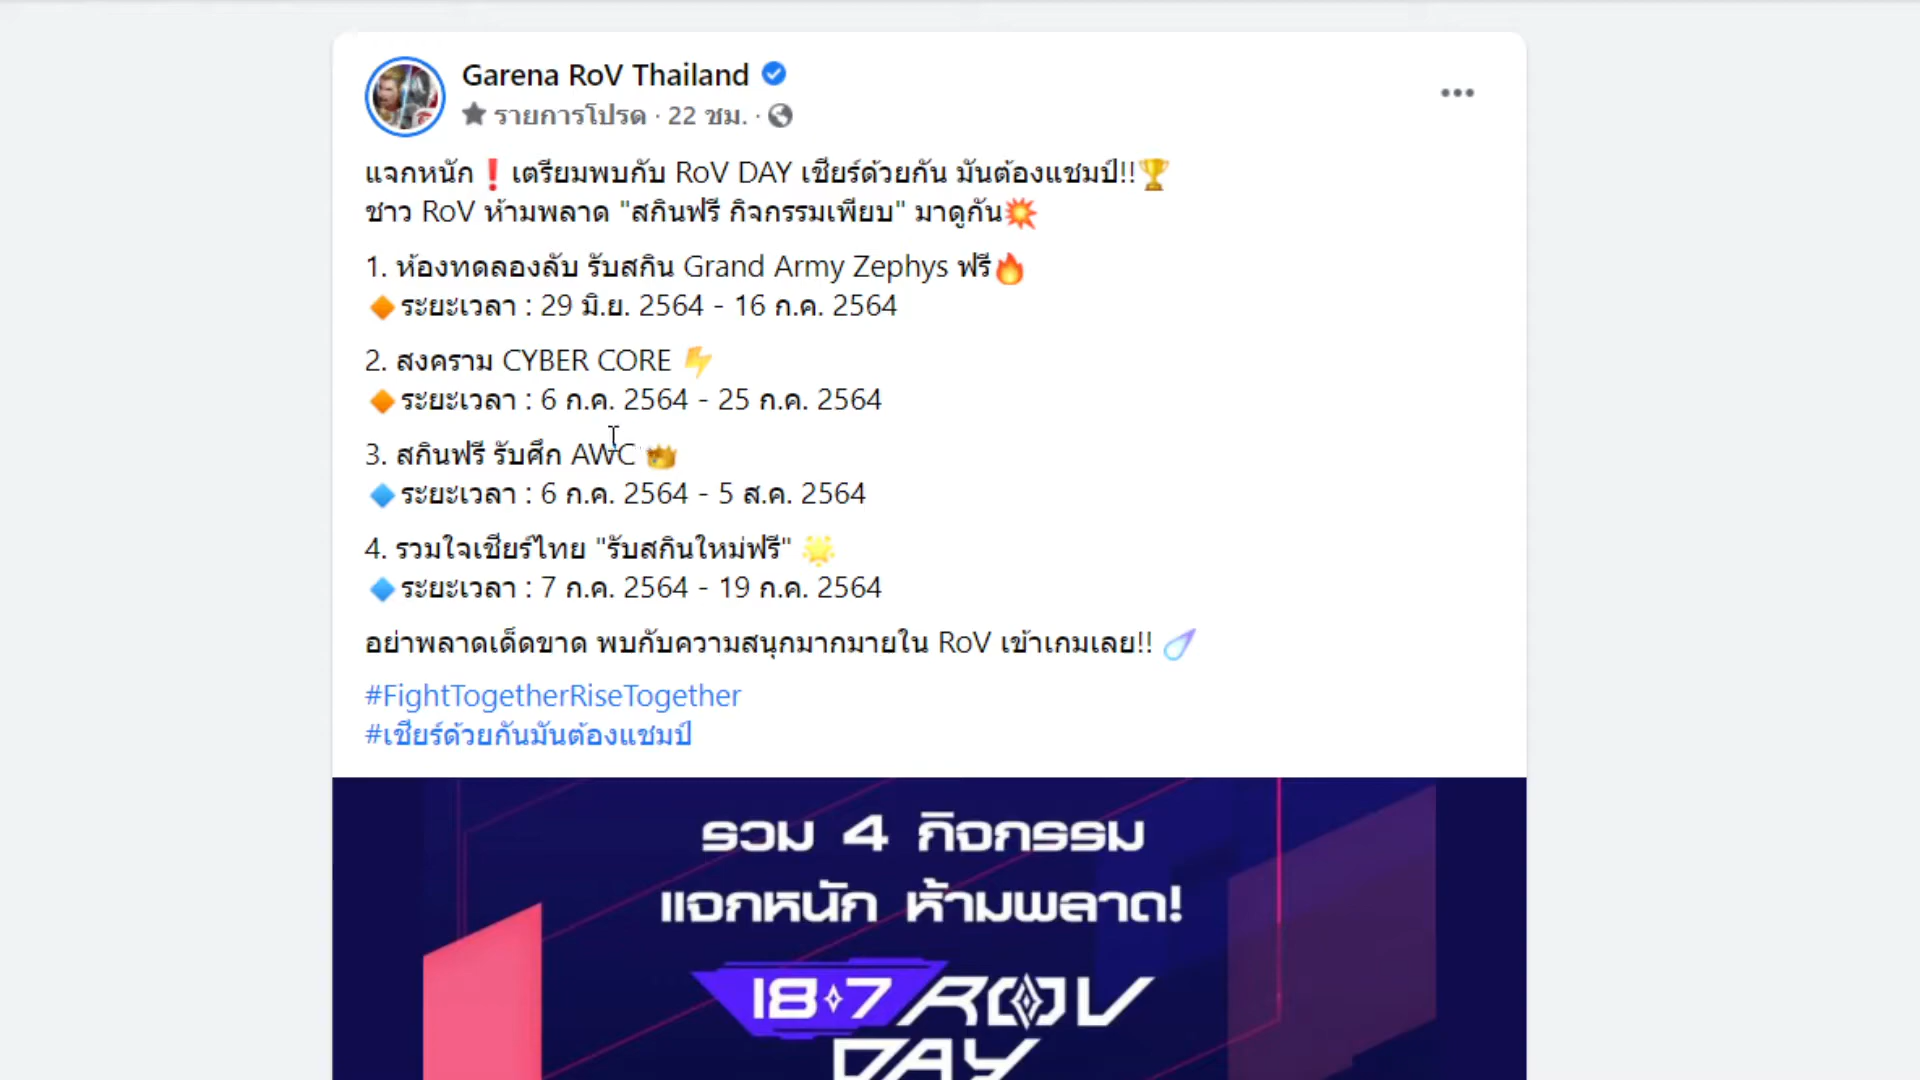 Garena RoV Thailand
รายการโปรด · 22 ชม. ·
แจกหนัก❗เตรียมพบกับ RoV DAY เชียร์ด้วยกัน มันต้องแชมป์!!🏆
ชาว RoV ห้ามพลาด "สกินฟรี กิจกรรมเพียบ" มาดูกัน💥
1. ห้องทดลองลับ รับสกิน Grand Army Zephys ฟรี🔥
🔶ระยะเวลา : 29 มิ.ย. 2564 - 16 ก.ค. 2564
2. สงคราม CYBER CORE ⚡
🔶ระยะเวลา : 6 ก.ค. 2564 - 25 ก.ค. 2564
3. สกินฟรี รับศึก AWC 👑
🔷ระยะเวลา : 6 ก.ค. 2564 - 5 ส.ค. 2564
4. รวมใจเชียร์ไทย "รับสกินใหม่ฟรี" 🌟
🔷ระยะเวลา : 7 ก.ค. 2564 - 19 ก.ค. 2564
อย่าพลาดเด็ดขาด พบกับความสนุกมากมายใน RoV เข้าเกมเลย!! ☄️
#FightTogetherRiseTogether
#เชียร์ด้วยกันมันต้องแชมป์
รวม 4 กิจกรรม
แจกหนัก ห้ามพลาด!
18•7 ROV
DAY